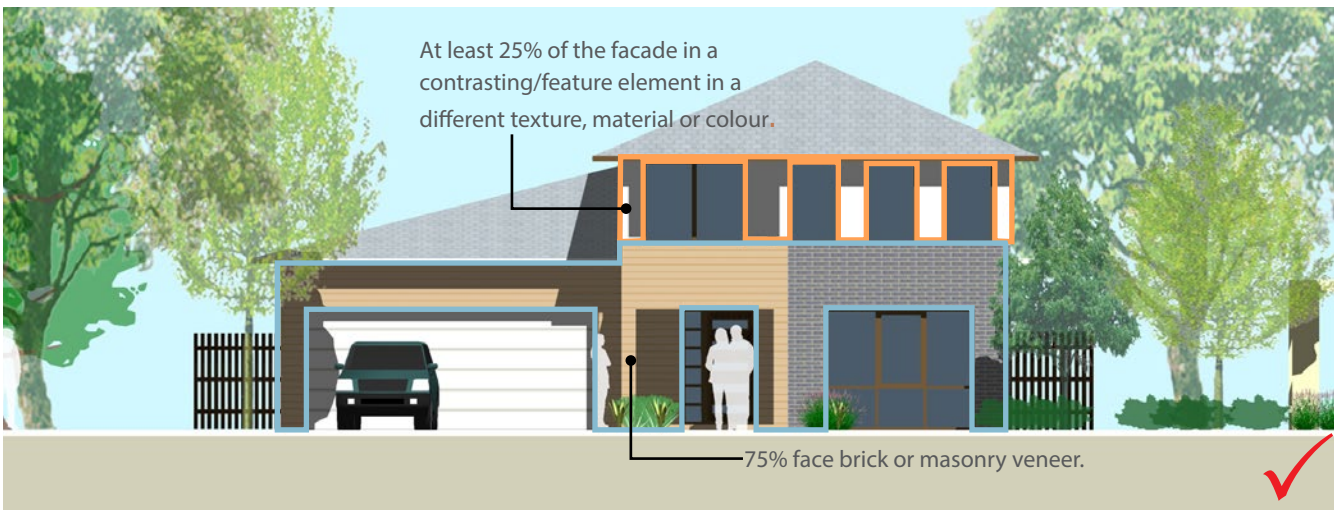 At least 25% of the facade in a
contrasting/feature element in a
different texture, material or colour.
75% face brick or masonry veneer.